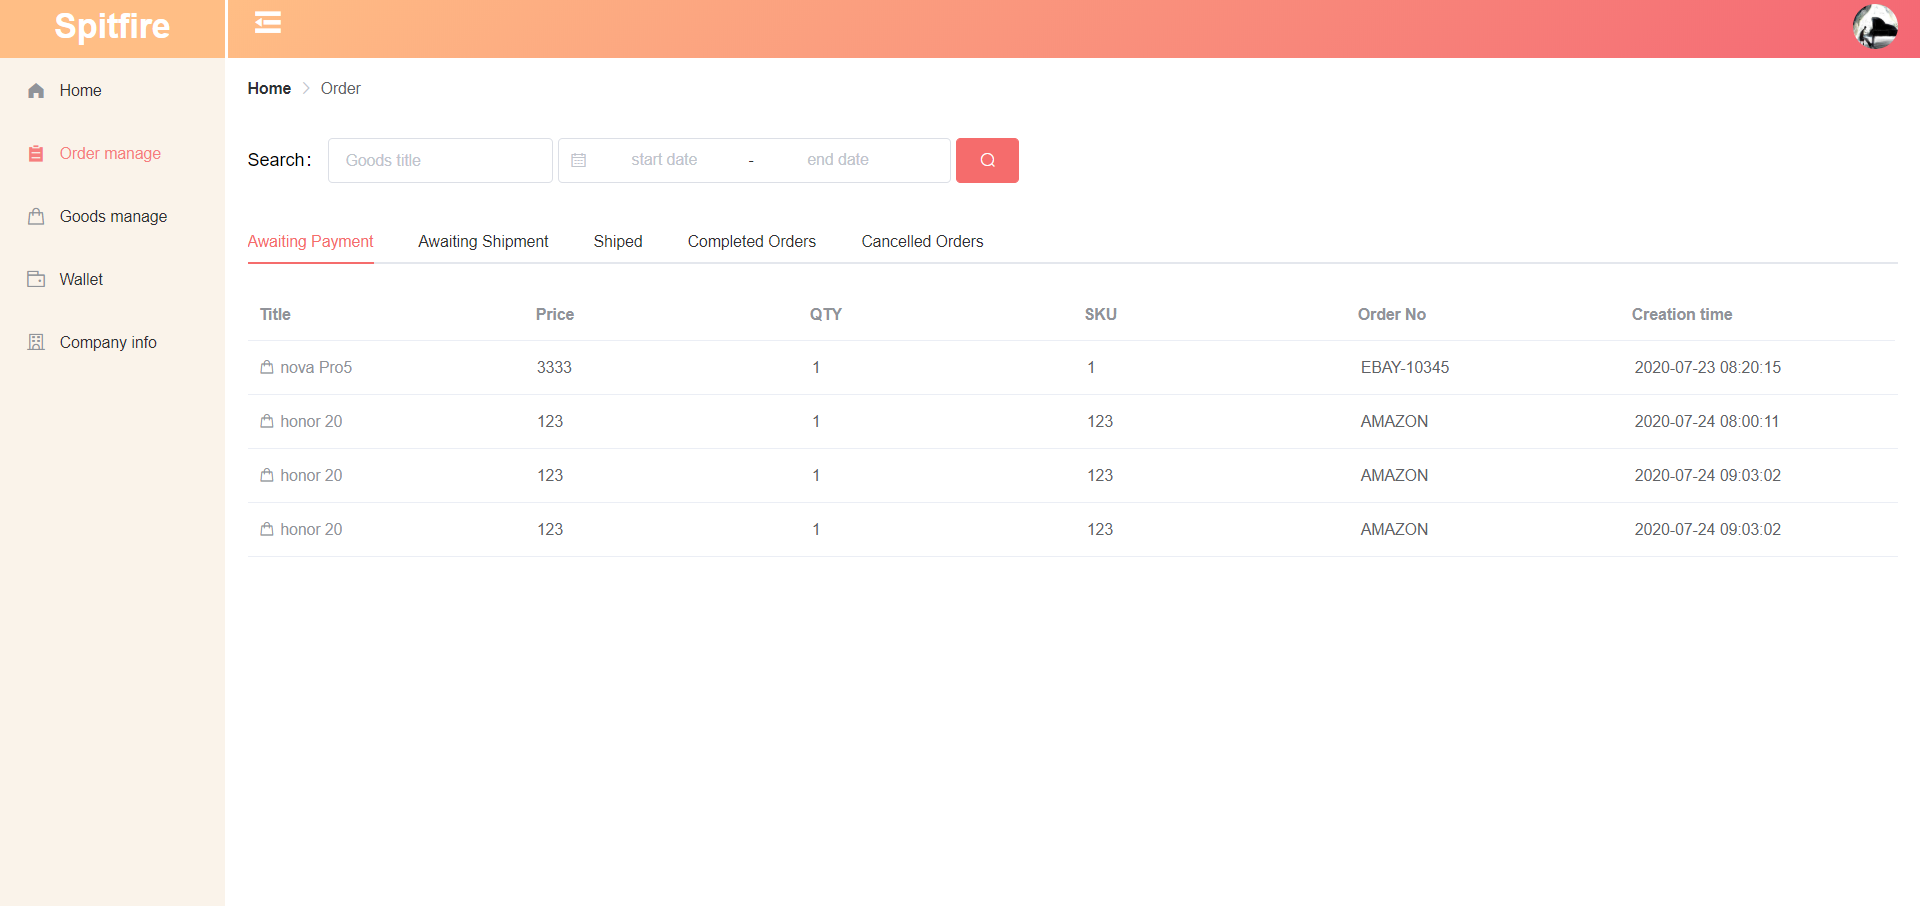 Spitfire
Home
Order manage
Goods manage
Wallet
Company info
Home > Order
Search: Goods title start date - end date
Awaiting Payment Awaiting Shipment Shiped Completed Orders Cancelled Orders
Title Price QTY SKU Order No Creation time
nova Pro5 3333 1 1 EBAY-10345 2020-07-23 08:20:15
honor 20 123 1 123 AMAZON 2020-07-24 08:00:11
honor 20 123 1 123 AMAZON 2020-07-24 09:03:02
honor 20 123 1 123 AMAZON 2020-07-24 09:03:02